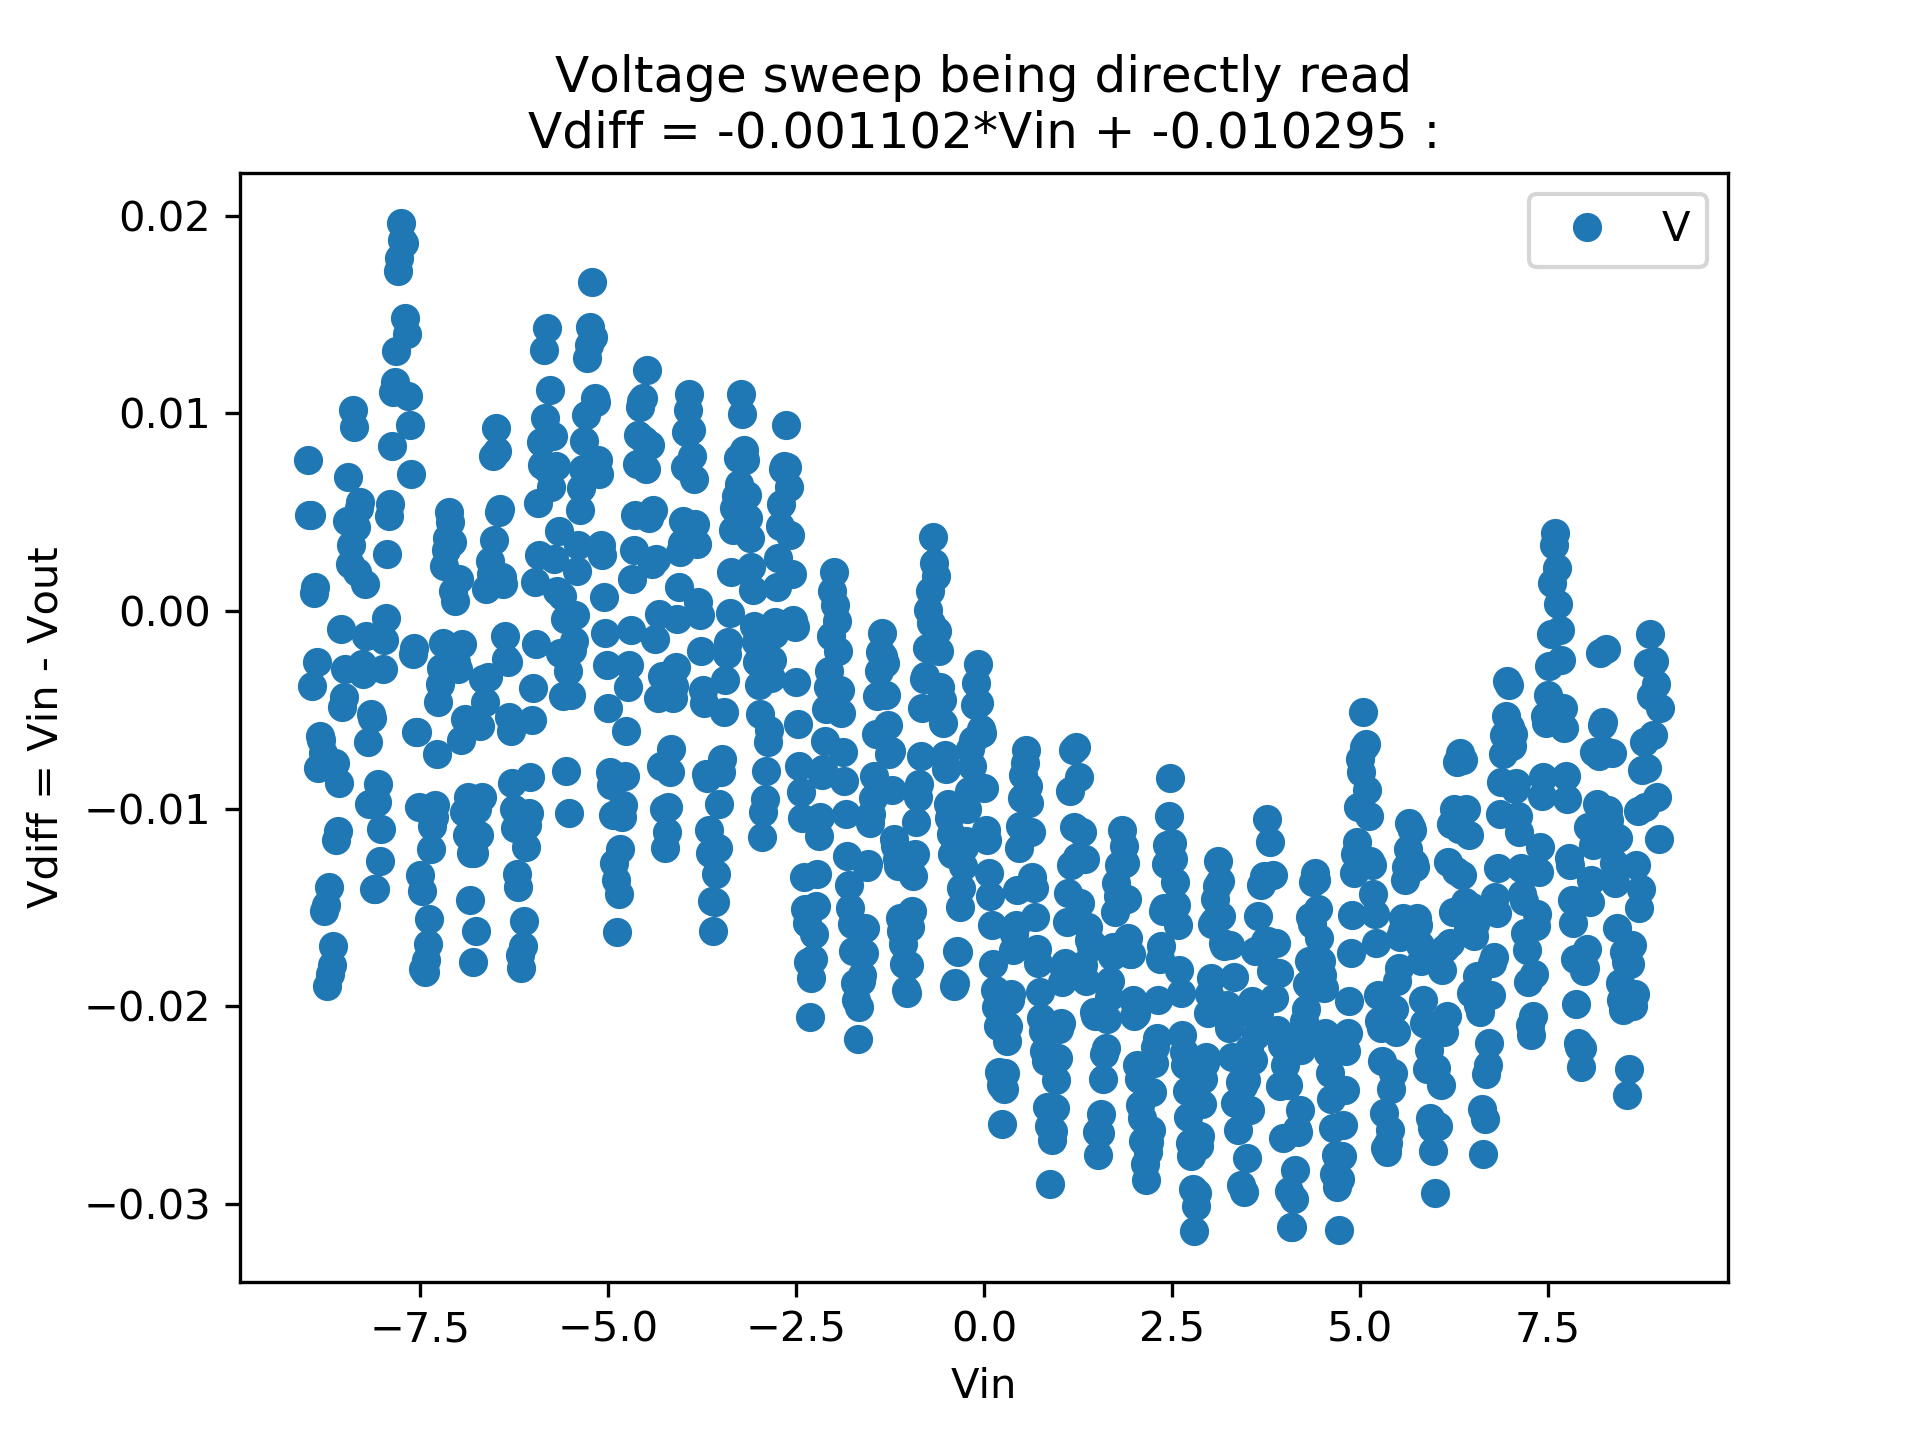 Voltage sweep being directly read
Vdiff = -0.001102*Vin + -0.010295 :
V
0.02
0.01
0.00
−0.01
−0.02
−0.03
Vdiff = Vin - Vout
−7.5
−5.0
−2.5
0.0
2.5
5.0
7.5
Vin